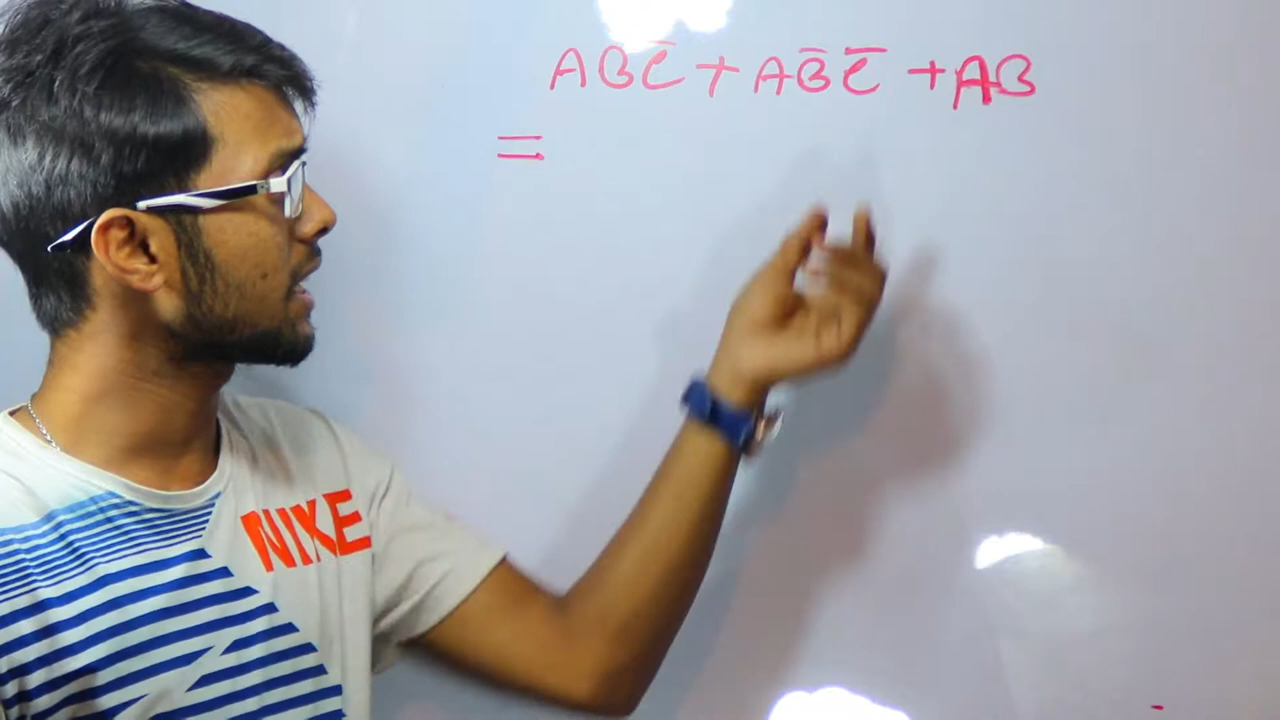 ABC̅ + AB̅C̅ + AB
=
NIKE